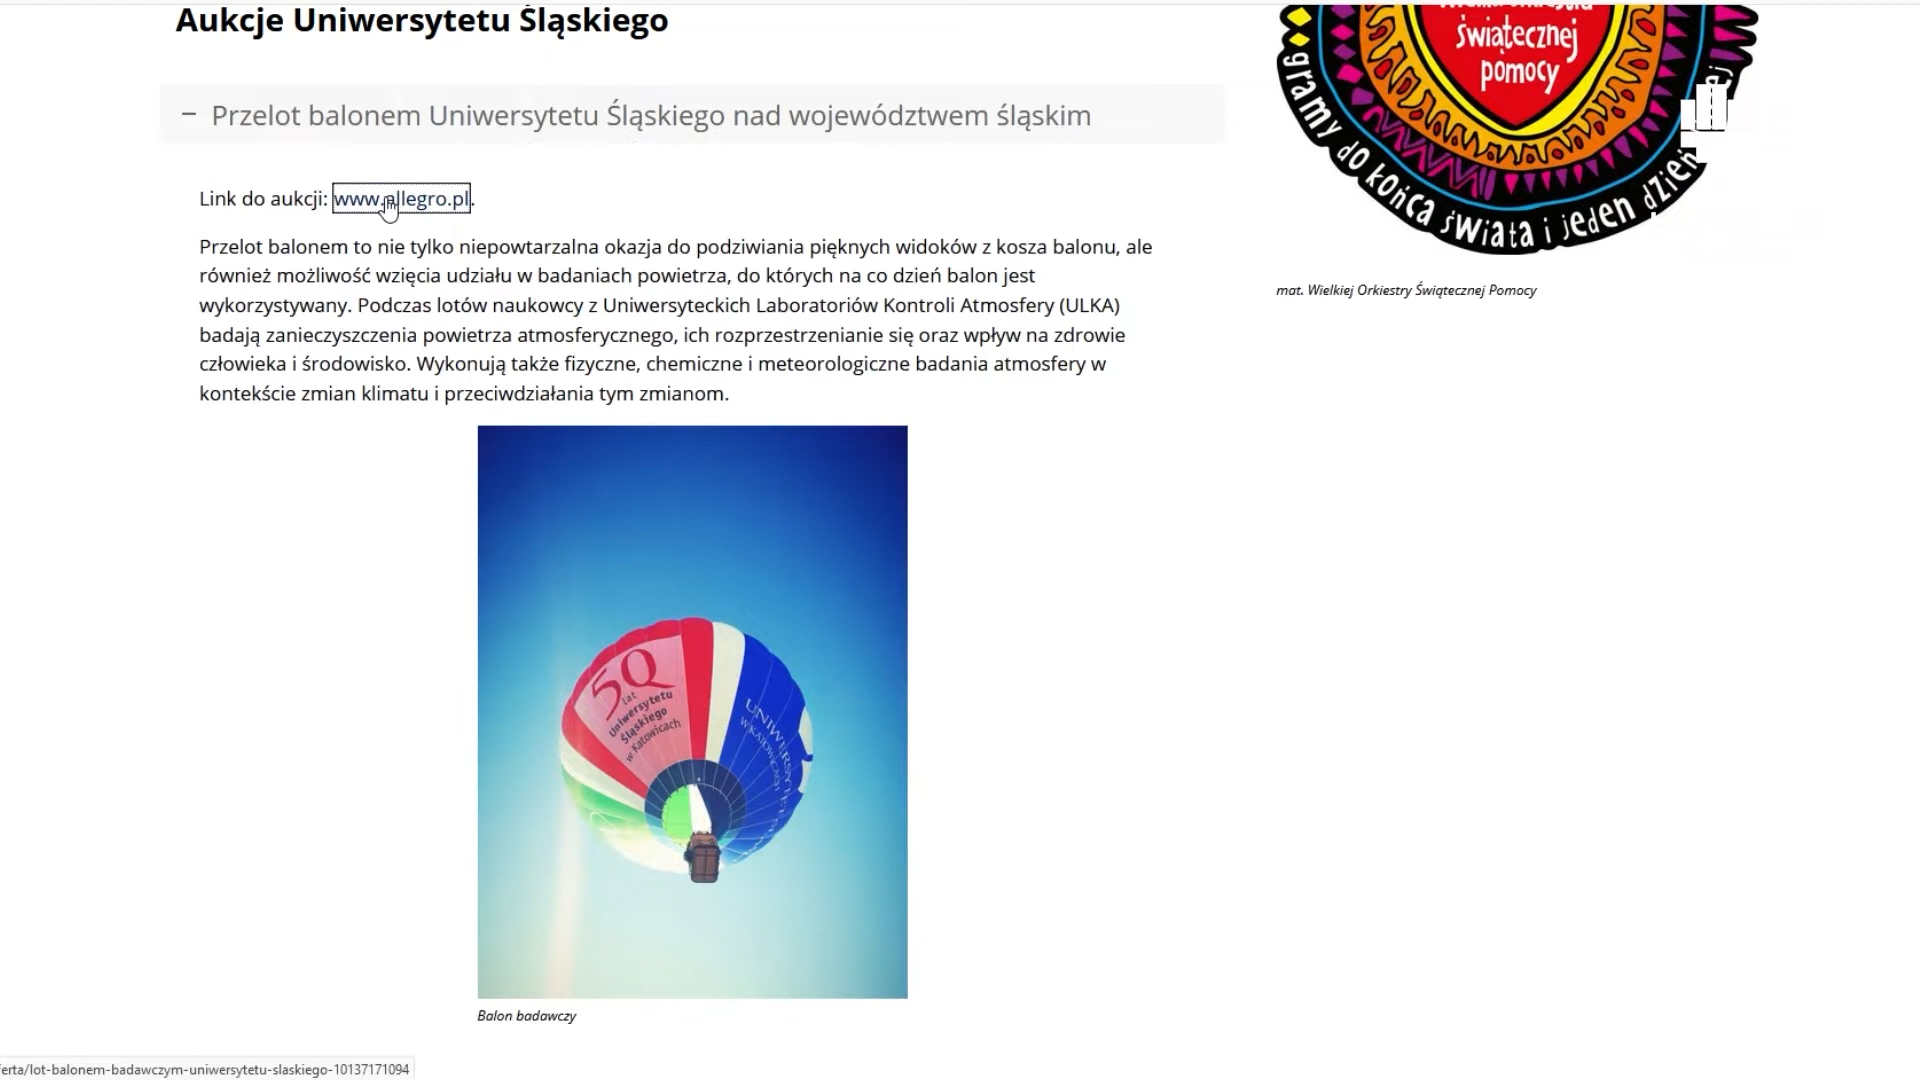 Aukcje Uniwersytetu Śląskiego
świątecznej
pomocy
gramy do końca świata i jeden dzień
− Przelot balonem Uniwersytetu Śląskiego nad województwem śląskim
Link do aukcji: www.allegro.pl.
Przelot balonem to nie tylko niepowtarzalna okazja do podziwiania pięknych widoków z kosza balonu, ale
również możliwość wzięcia udziału w badaniach powietrza, do których na co dzień balon jest
wykorzystywany. Podczas lotów naukowcy z Uniwersyteckich Laboratoriów Kontroli Atmosfery (ULKA)
badają zanieczyszczenia powietrza atmosferycznego, ich rozprzestrzenianie się oraz wpływ na zdrowie
człowieka i środowisko. Wykonują także fizyczne, chemiczne i meteorologiczne badania atmosfery w
kontekście zmian klimatu i przeciwdziałania tym zmianom.
mat. Wielkiej Orkiestry Świątecznej Pomocy
50
lat
Uniwersytetu
Śląskiego
w Katowicach
Balon badawczy
erta/lot-balonem-badawczym-uniwersytetu-slaskiego-10137171094